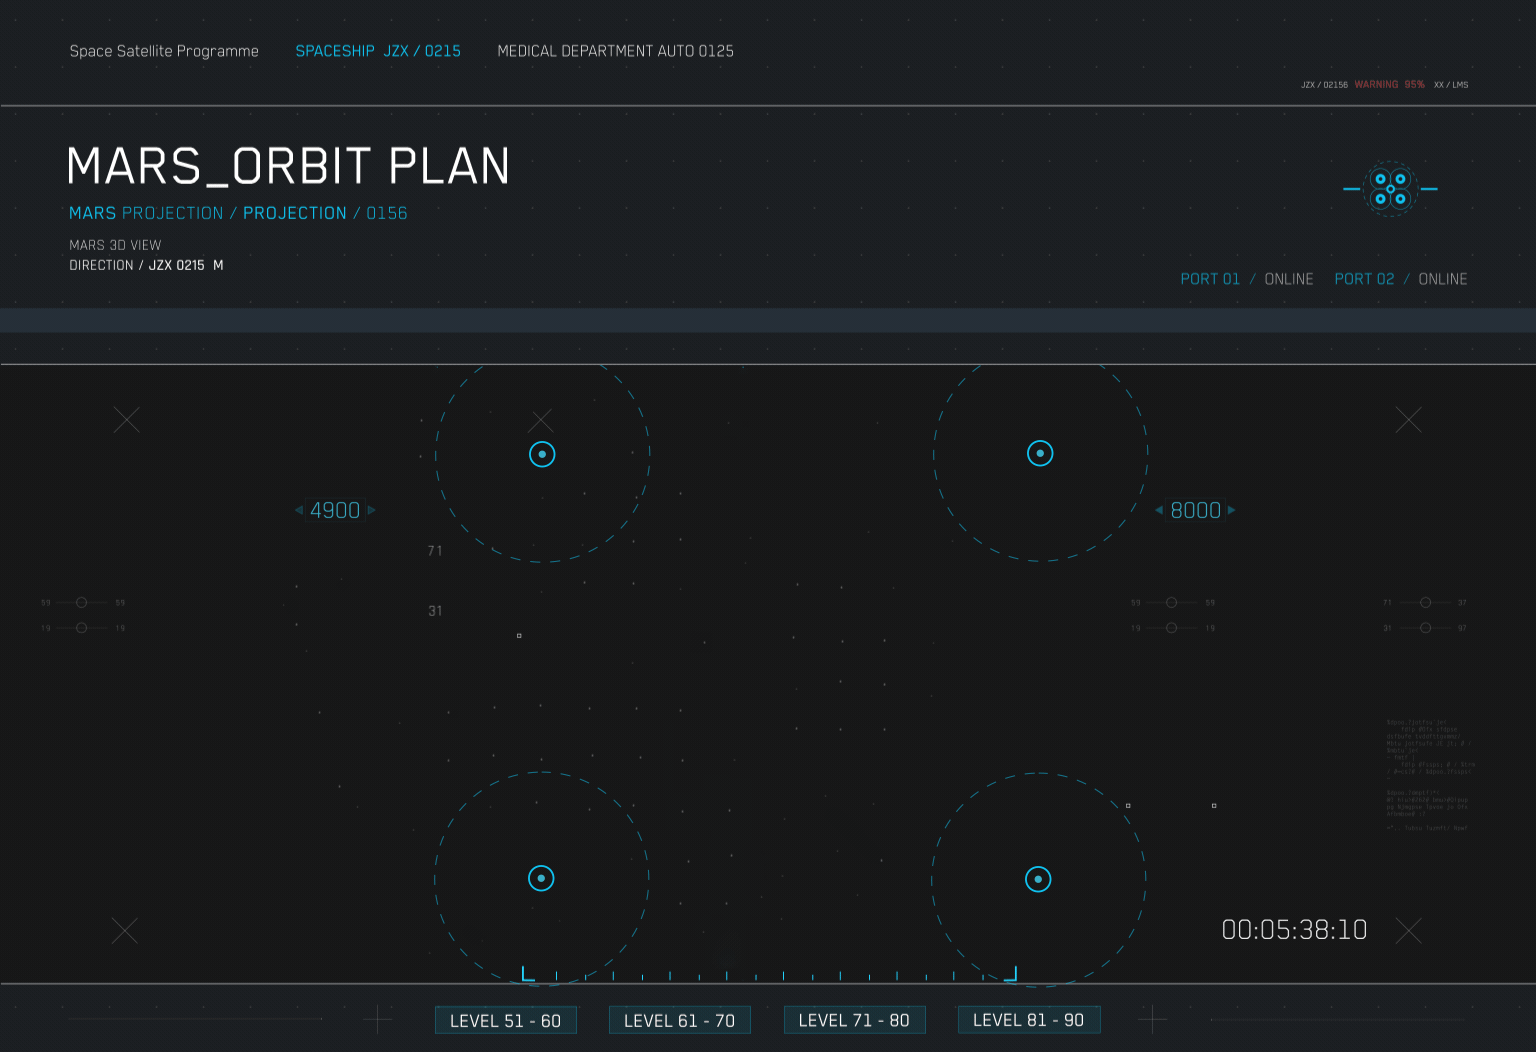 Space Satellite Programme SPACESHIP JZX / 0215 MEDICAL DEPARTMENT AUTO 0125
JZX / 02156 WARNING 95% XX / LMS
MARS_ORBIT PLAN
MARS PROJECTION / PROJECTION / 0156
MARS 3D VIEW
DIRECTION / JZX 0215 M
PORT 01 / ONLINE PORT 02 / ONLINE
4900
8000
71
31
59 59
19 19
59 59
19 19
71 37
31 97
00:05:38:10
LEVEL 51 - 60 LEVEL 61 - 70 LEVEL 71 - 80 LEVEL 81 - 90